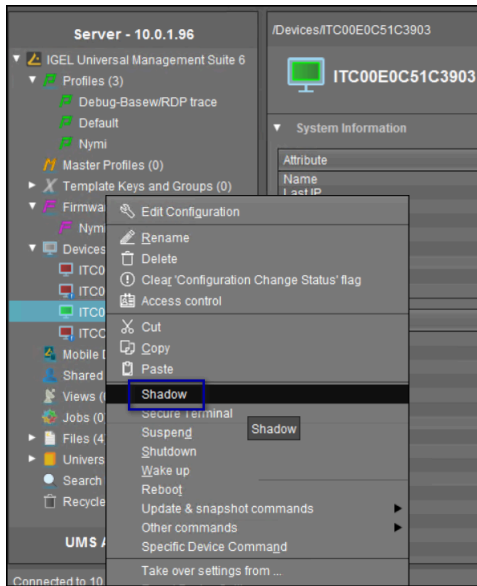 Server - 10.0.1.96
IGEL Universal Management Suite 6
Profiles (3)
Debug-Basew/RDP trace
Default
Nymi
Master Profiles (0)
Template Keys and Groups (0)
Firmwa
Nym
Devices
ITC0
ITC0
ITC0
ITCC
Mobile D
Shared
Views (
Jobs (0
Files (4
Univers
Search
Recycle
UMS
Connected to 10
/Devices/ITC00E0C51C3903
ITC00E0C51C3903
System Information
Attribute
Name
Last IP
Edit Configuration
Rename
Delete
Clear 'Configuration Change Status' flag
Access control
Cut
Copy
Paste
Shadow
Secure Terminal
Suspend
Shadow
Shutdown
Wake up
Reboot
Update & snapshot commands
Other commands
Specific Device Command
Take over settings from ...